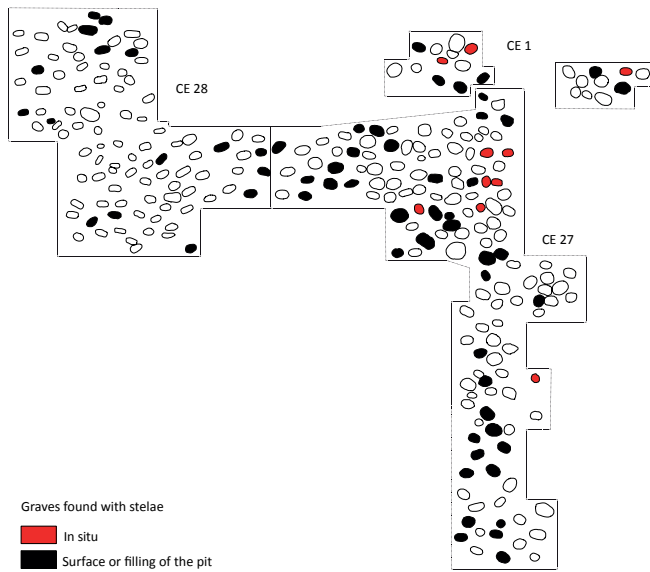 CE 1
CE 28
CE 27
Graves found with stelae
In situ
Surface or filling of the pit